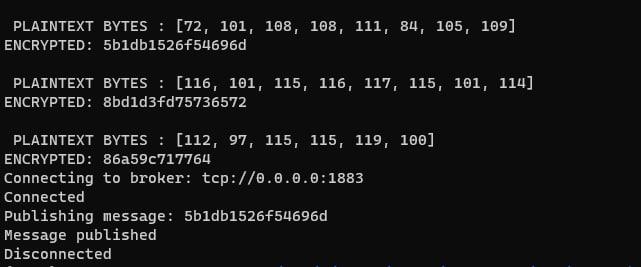 PLAINTEXT BYTES : [72, 101, 108, 108, 111, 84, 105, 109]
ENCRYPTED: 5b1db1526f54696d
PLAINTEXT BYTES : [116, 101, 115, 116, 117, 115, 101, 114]
ENCRYPTED: 8bd1d3fd75736572
PLAINTEXT BYTES : [112, 97, 115, 115, 119, 100]
ENCRYPTED: 86a59c717764
Connecting to broker: tcp://0.0.0.0:1883
Connected
Publishing message: 5b1db1526f54696d
Message published
Disconnected